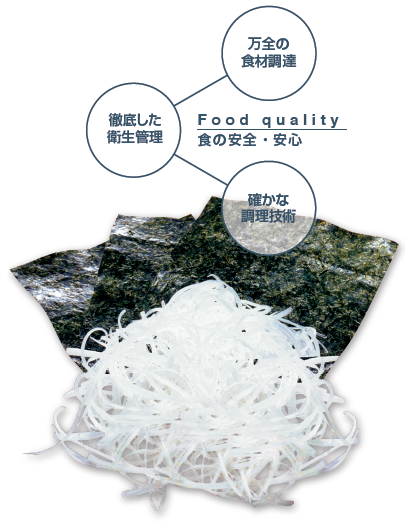 万全の
食材調達
徹底した
衛生管理
Food quality
食の安全・安心
確かな
調理技術